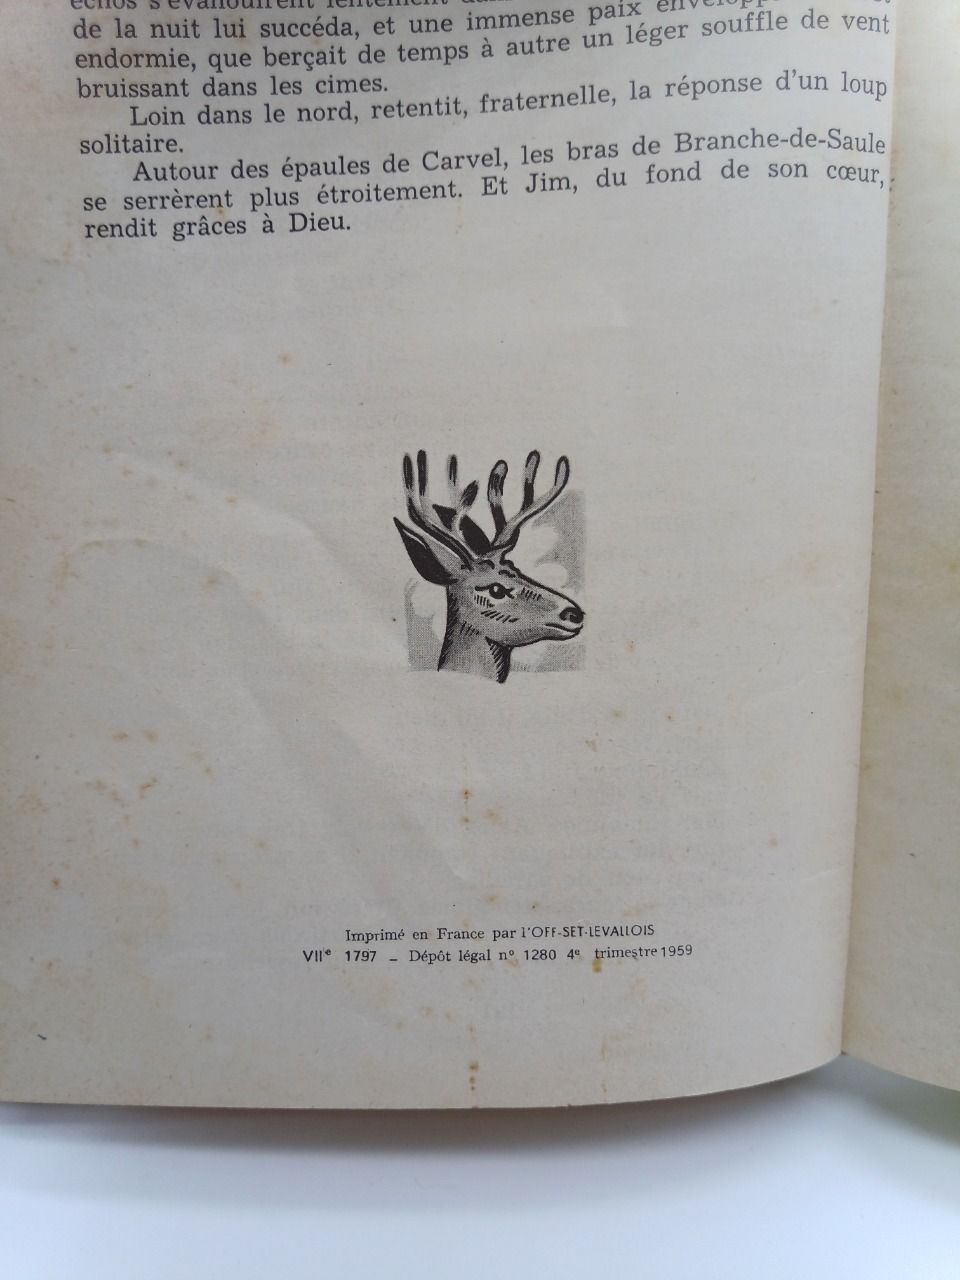 échos s'évanouirent lentement
de la nuit lui succéda, et une immense paix
endormie, que berçait de temps à autre un léger souffle de vent
bruissant dans les cimes.
Loin dans le nord, retentit, fraternelle, la réponse d'un loup
solitaire.
Autour des épaules de Carvel, les bras de Branche-de-Saule
se serrèrent plus étroitement. Et Jim, du fond de son cœur,
rendit grâces à Dieu.
Imprimé en France par l'OFF-SET-LEVALLOIS
VIIe 1797 – Dépôt légal n° 1280 4e trimestre 1959